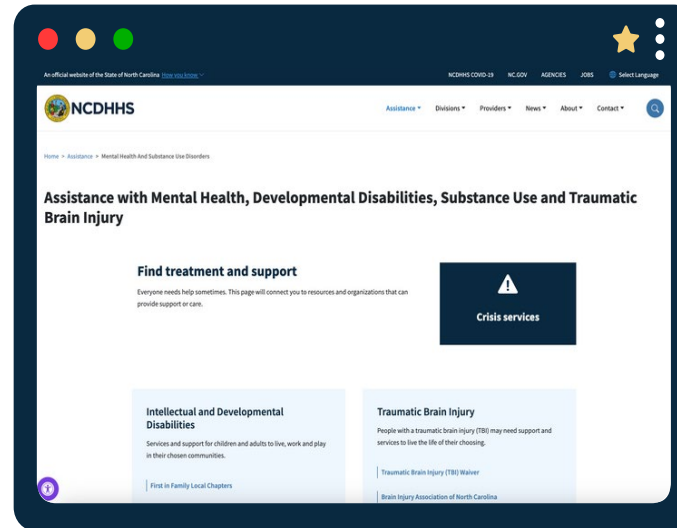 An official website of the State of North Carolina How you know
NCDHHS COVID-19 NC.GOV AGENCIES JOBS Select Language
NCDHHS
Assistance Divisions Providers News About Contact
Home > Assistance > Mental Health And Substance Use Disorders
Assistance with Mental Health, Developmental Disabilities, Substance Use and Traumatic
Brain Injury
Find treatment and support
Everyone needs help sometimes. This page will connect you to resources and organizations that can
provide support or care.
Crisis services
Intellectual and Developmental
Disabilities
Services and support for children and adults to live, work and play
in their chosen communities.
First in Family Local Chapters
Traumatic Brain Injury
People with a traumatic brain injury (TBI) may need support and
services to live the life of their choosing.
Traumatic Brain Injury (TBI) Waiver
Brain Injury Association of North Carolina